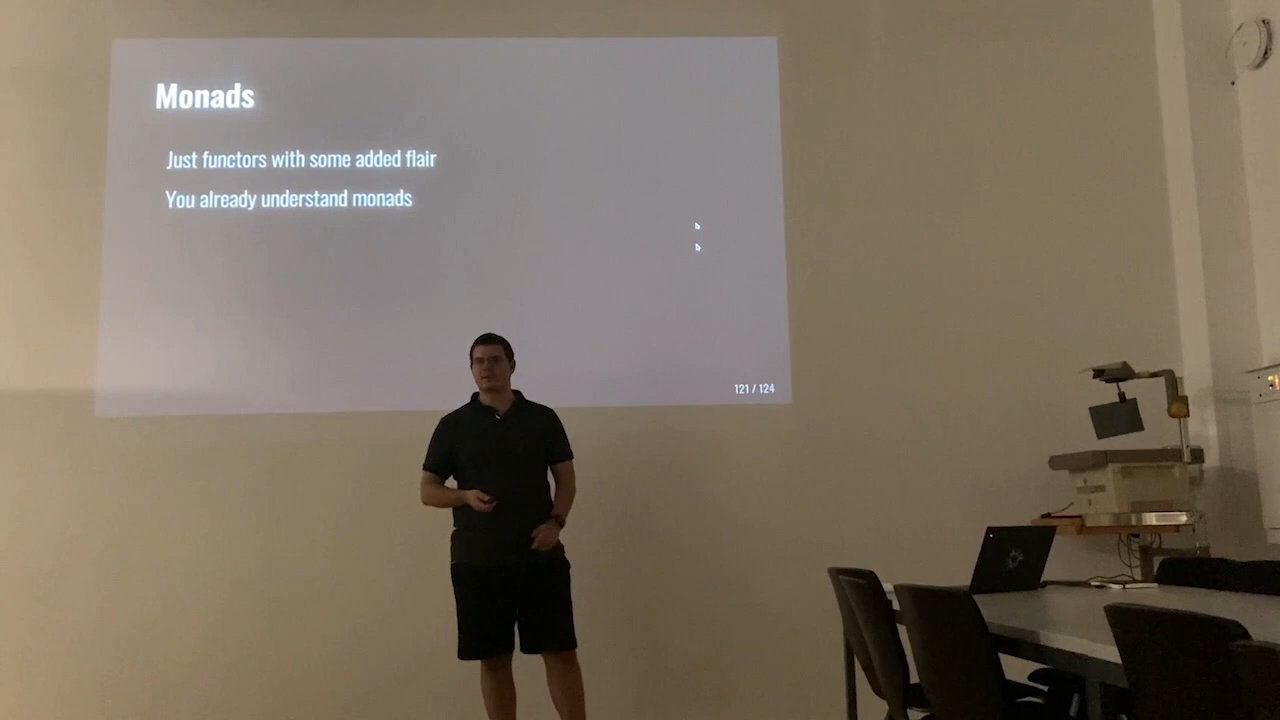 Monads
Just functors with some added flair
You already understand monads
121 / 124